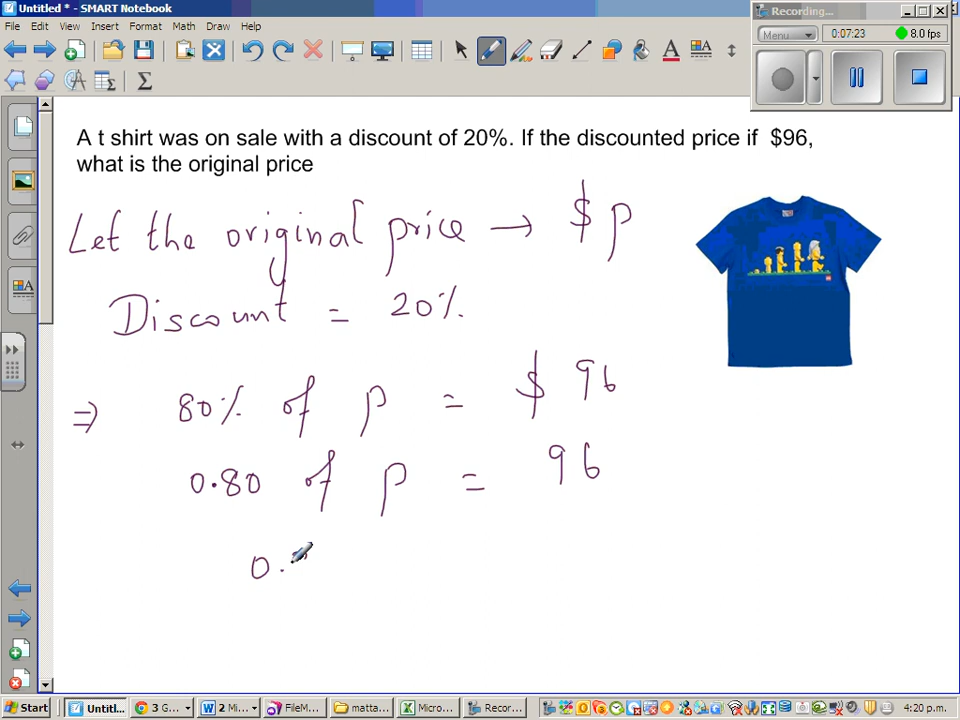 Untitled * - SMART Notebook
Recording...
File Edit View Insert Format Tools Math Draw Help
Menu 0:07:23 8.0 fps
A t shirt was on sale with a discount of 20%. If the discounted price if $96,
what is the original price
Let the original price → $ p
Discount = 20%
⇒ 80% of p = $ 96
0.80 of p = 96
0.
Start Untitl... 3 G... 2 Mi... FileM... matta... Micro... Recor... 4:20 p.m.